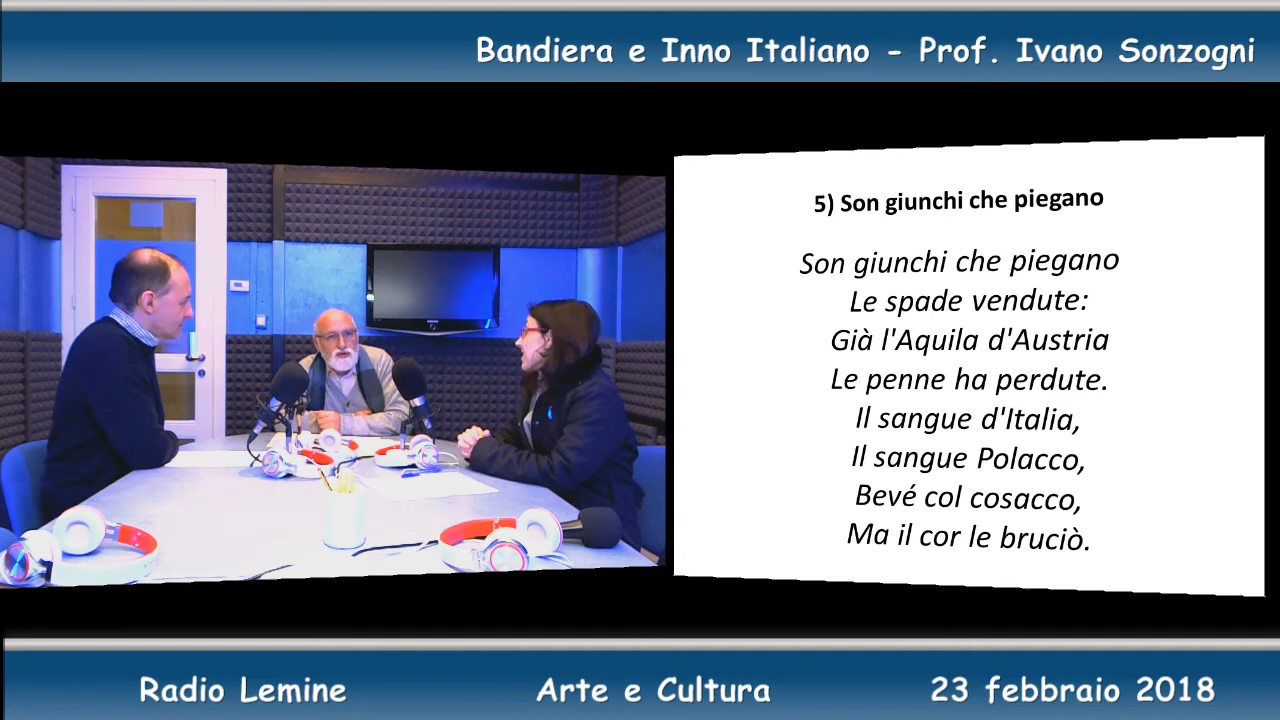 Bandiera e Inno Italiano - Prof. Ivano Sonzogni
5) Son giunchi che piegano
Son giunchi che piegano
Le spade vendute:
Già l'Aquila d'Austria
Le penne ha perdute.
Il sangue d'Italia,
Il sangue Polacco,
Bevé col cosacco,
Ma il cor le bruciò.
Radio Lemine
Arte e Cultura
23 febbraio 2018